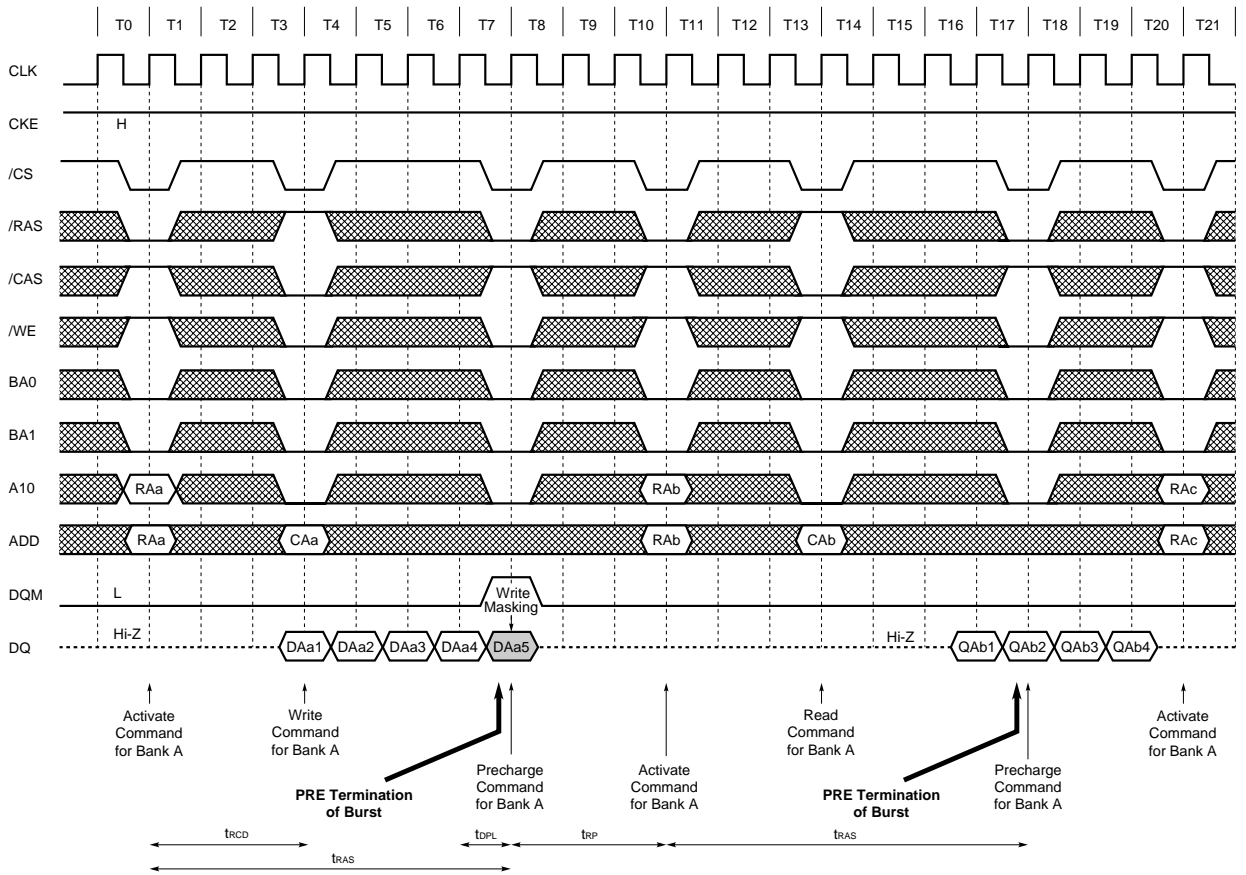 T0 T1 T2 T3 T4 T5 T6 T7 T8 T9 T10 T11 T12 T13 T14 T15 T16 T17 T18 T19 T20 T21
CLK
CKE H
/CS
/RAS
/CAS
/WE
BA0
BA1
A10 RAa RAb RAc
ADD RAa CAa RAb CAb RAc
DQM L Write
Masking
DQ Hi-Z DAa1 DAa2 DAa3 DAa4 DAa5 Hi-Z QAb1 QAb2 QAb3 QAb4
Activate
Command
for Bank A
Write
Command
for Bank A
PRE Termination
of Burst
Precharge
Command
for Bank A
Activate
Command
for Bank A
Read
Command
for Bank A
PRE Termination
of Burst
Precharge
Command
for Bank A
Activate
Command
for Bank A
tRCD tDPL tRP tRAS
tRAS